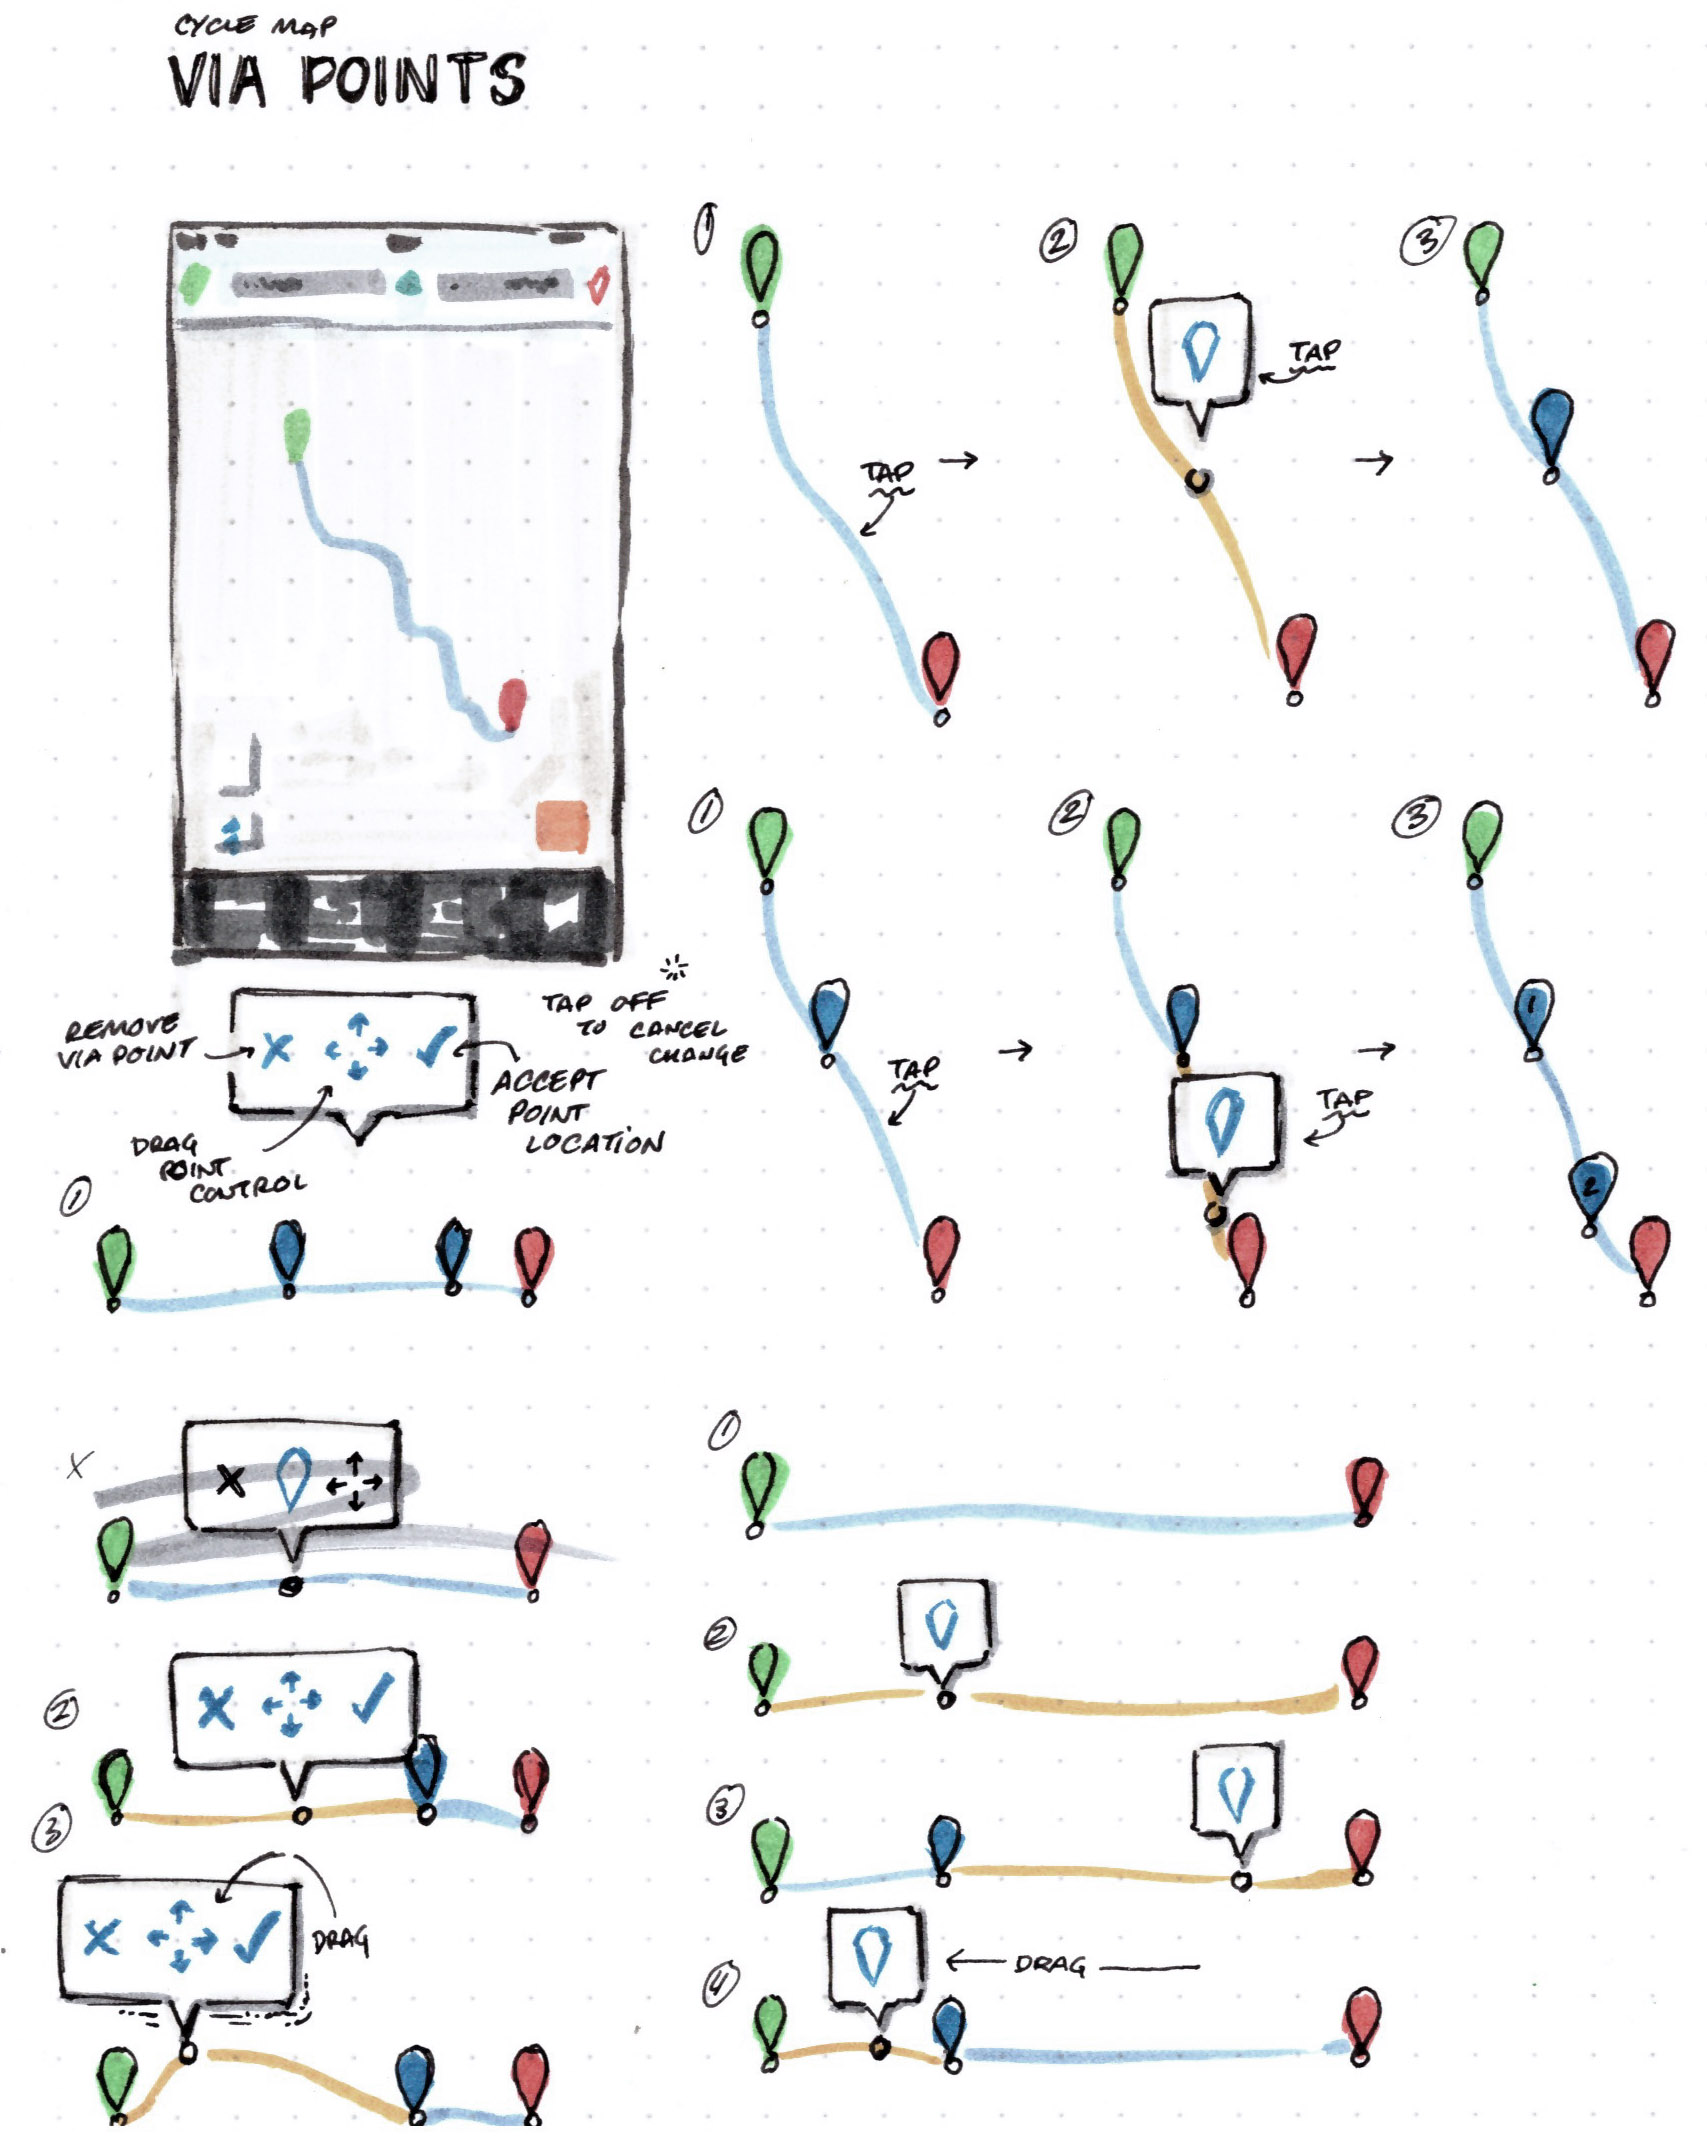 CYCLE MAP
VIA POINTS
1
2
3
TAP
TAP
1
2
3
TAP
TAP
1
2
REMOVE
VIA POINT
TAP OFF
TO CANCEL
CHANGE
ACCEPT
POINT
LOCATION
DRAG
POINT
CONTROL
1
X
2
3
DRAG
1
2
3
4
DRAG